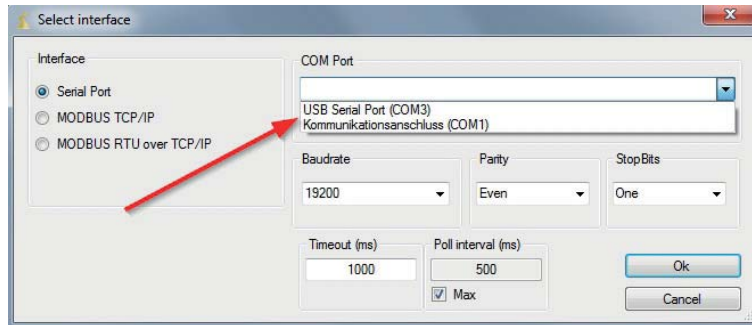 Select interface
Interface
Serial Port
MODBUS TCP/IP
MODBUS RTU over TCP/IP
COM Port
USB Serial Port (COM3)
Kommunikationsanschluss (COM1)
Baudrate
19200
Parity
Even
StopBits
One
Timeout (ms)
1000
Poll interval (ms)
500
Max
Ok
Cancel